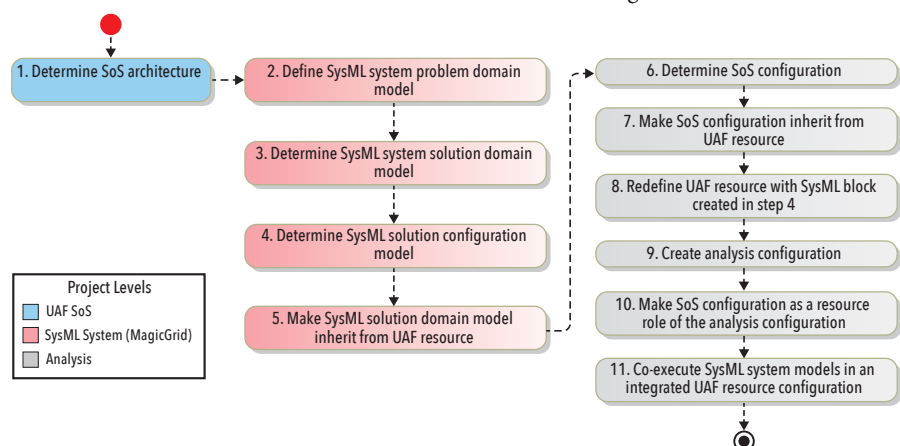 1. Determine SoS architecture
2. Define SysML system problem domain
model
3. Determine SysML system solution domain
model
4. Determine SysML solution configuration
model
5. Make SysML solution domain model
inherit from UAF resource
6. Determine SoS configuration
7. Make SoS configuration inherit from
UAF resource
8. Redefine UAF resource with SysML block
created in step 4
9. Create analysis configuration
10. Make SoS configuration as a resource
role of the analysis configuration
11. Co-execute SysML system models in an
integrated UAF resource configuration
Project Levels
UAF SoS
SysML System (MagicGrid)
Analysis